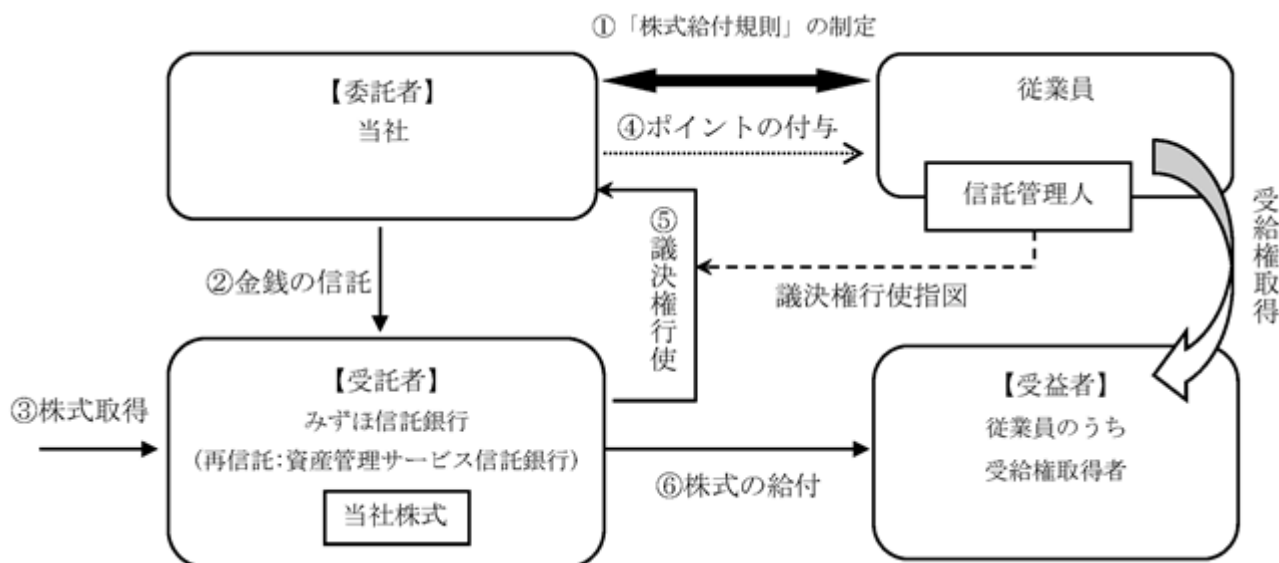 ①「株式給付規則」の制定
【委託者】
当社
従業員
④ポイントの付与
信託管理人
受給権取得
②金銭の信託
⑤議決権行使
議決権行使指図
【受託者】
みずほ信託銀行
(再信託:資産管理サービス信託銀行)
当社株式
③株式取得
⑥株式の給付
【受益者】
従業員のうち
受給権取得者